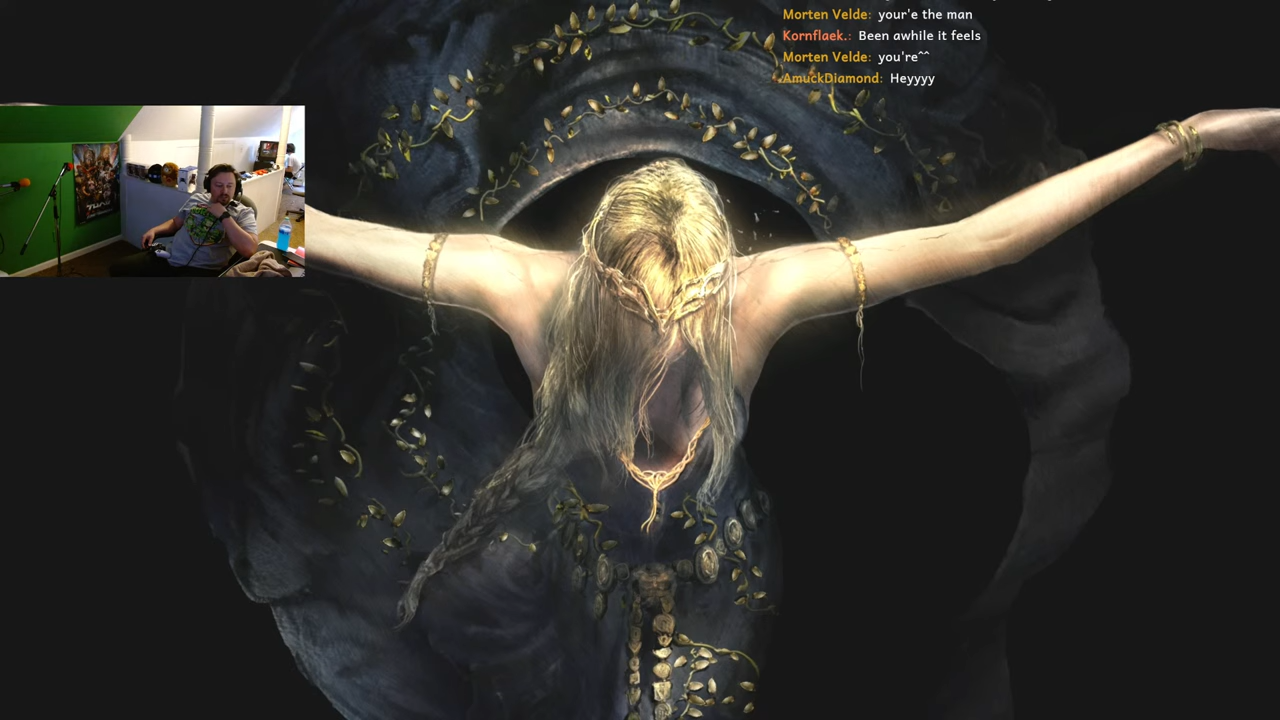 Morten Velde: your'e the man
Kornflaek.: Been awhile it feels
Morten Velde: you're^^
AmuckDiamond: Heyyyy